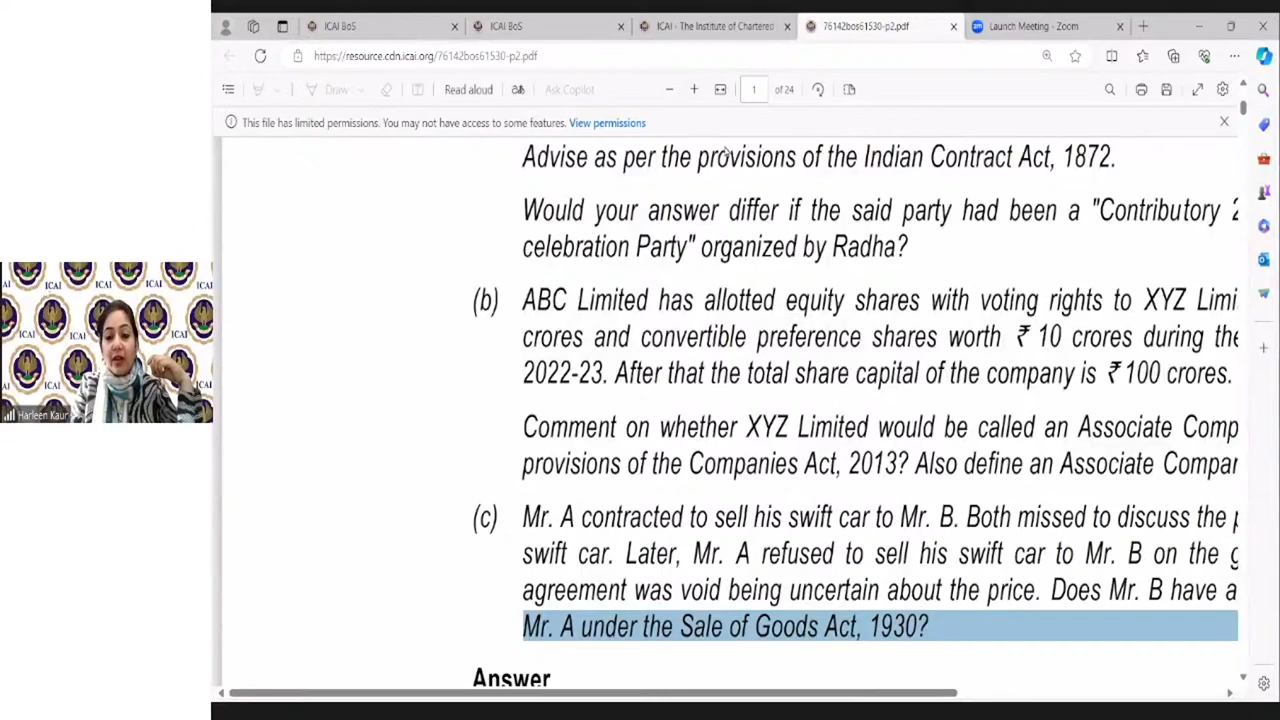 ICAI BoS
ICAI BoS
ICAI - The Institute of Chartered
76142bos61530-p2.pdf
Launch Meeting - Zoom
https://resource.cdn.icai.org/76142bos61530-p2.pdf
Draw
Read aloud
Ask Copilot
1 of 24
This file has limited permissions. You may not have access to some features. View permissions
Advise as per the provisions of the Indian Contract Act, 1872.
Would your answer differ if the said party had been a "Contributory 2
celebration Party" organized by Radha?
(b) ABC Limited has allotted equity shares with voting rights to XYZ Limi
crores and convertible preference shares worth ₹ 10 crores during the
2022-23. After that the total share capital of the company is ₹ 100 crores.
Comment on whether XYZ Limited would be called an Associate Comp
provisions of the Companies Act, 2013? Also define an Associate Compan
(c) Mr. A contracted to sell his swift car to Mr. B. Both missed to discuss the p
swift car. Later, Mr. A refused to sell his swift car to Mr. B on the g
agreement was void being uncertain about the price. Does Mr. B have a
Mr. A under the Sale of Goods Act, 1930?
Answer
ICAI
ICAI
ICAI
ICAI
Harleen Kaur